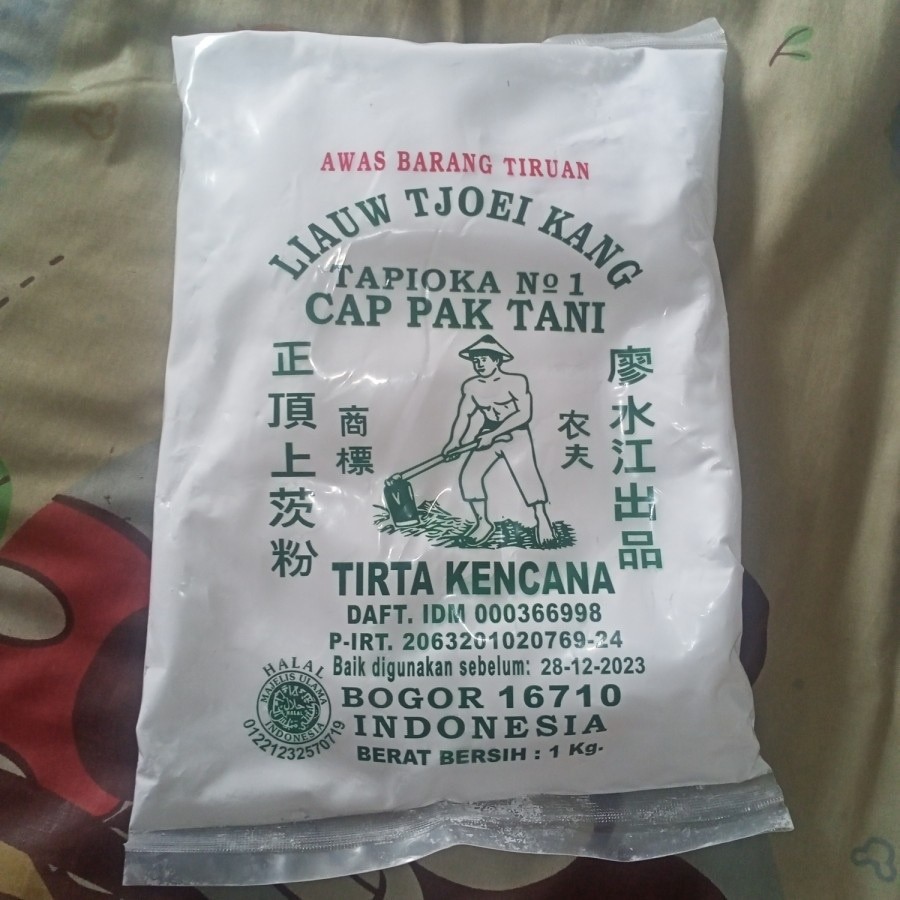 AWAS BARANG TIRUAN
LIAUW TJOEI KANG
TAPIOKA No 1
CAP PAK TANI
正頂上茨粉
商標
农夫
廖水江出品
TIRTA KENCANA
DAFT. IDM 000366998
P-IRT. 2063201020769-24
Baik digunakan sebelum: 28-12-2023
HALAL
MAJELIS ULAMA
INDONESIA
01221232570719
BOGOR 16710
INDONESIA
BERAT BERSIH : 1 Kg.